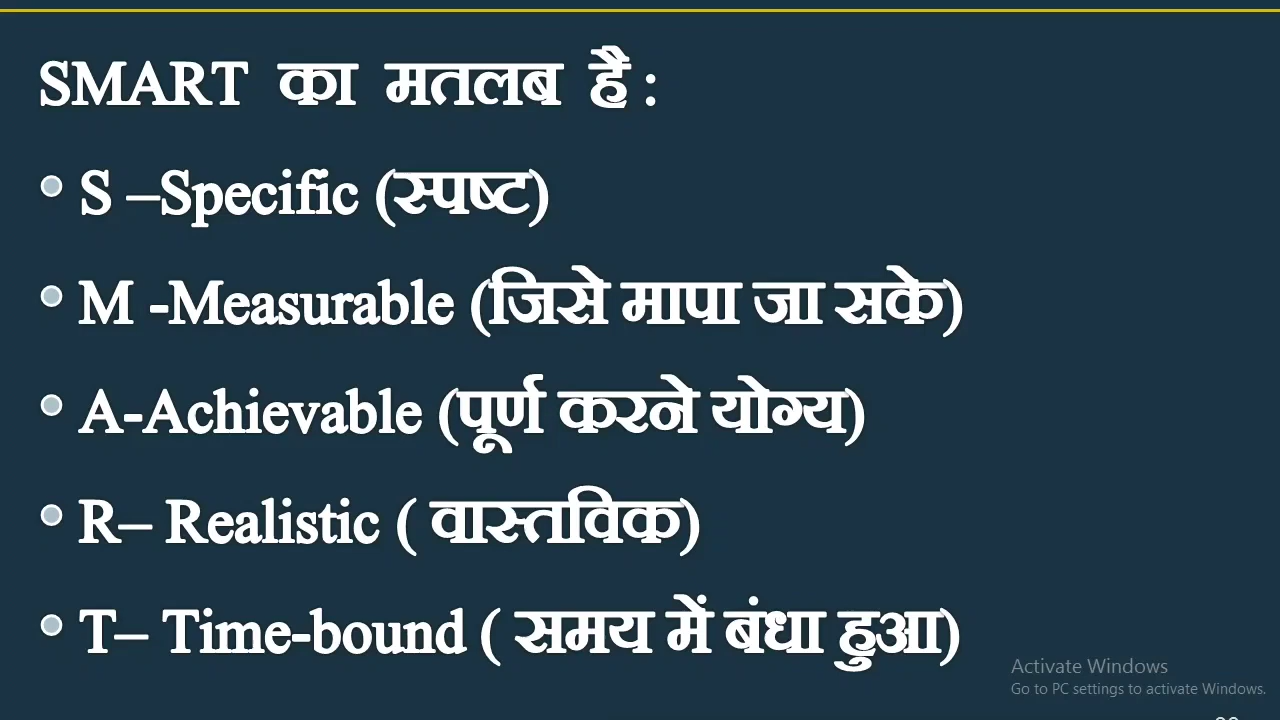 SMART का मतलब है :
S –Specific (स्पष्ट)
M -Measurable (जिसे मापा जा सके)
A-Achievable (पूर्ण करने योग्य)
R– Realistic ( वास्तविक)
T– Time-bound ( समय में बंधा हुआ)
Activate Windows
Go to PC settings to activate Windows.